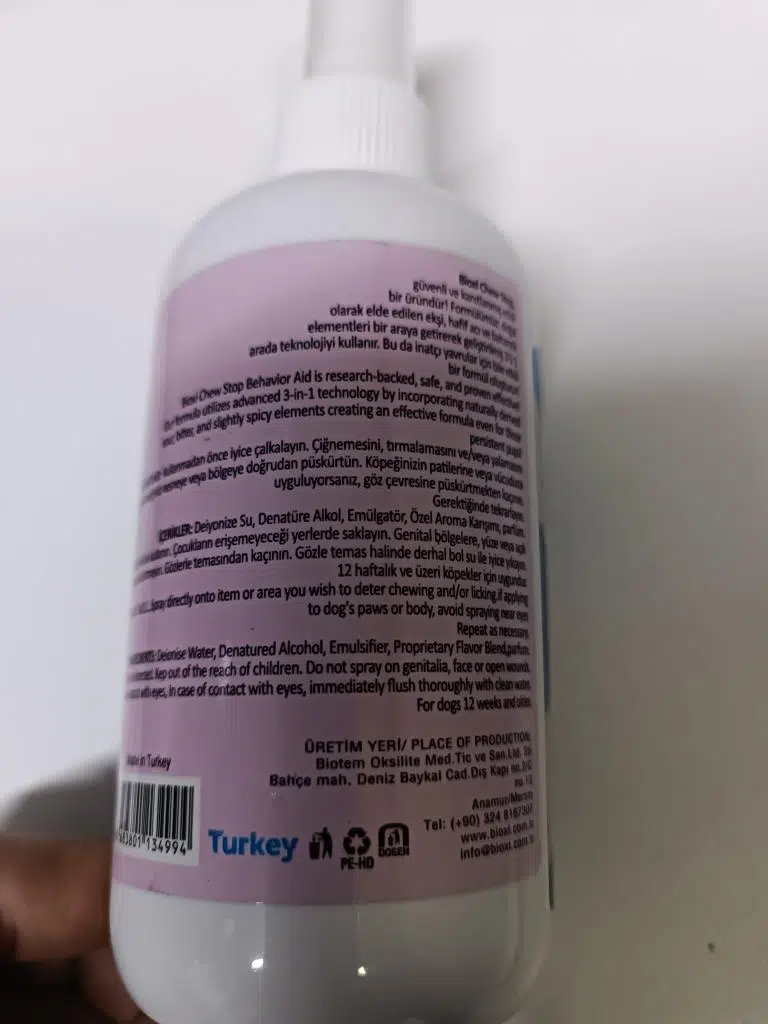 Bioxi Chew Stop,
güvenli ve kanıtlanmış
bir üründür! Formülümüz,
olarak elde edilen ekşi, hafif acı ve
elementleri bir araya getirerek geliştirilmiş
arada teknolojiyi kullanır. Bu da inatçı yavrular için bile
bir formül oluşturur.
Bioxi Chew Stop Behavior Aid is research-backed, safe, and proven effective!
formula utilizes advanced 3-in-1 technology by incorporating naturally derived
sour, bitter, and slightly spicy elements creating an effective formula even for those
persistent pups!
kullanmadan önce iyice çalkalayın. Çiğnemesini, tırmalamasını ve/veya yalamasını
nesneye veya bölgeye doğrudan püskürtün. Köpeğinizin patilerine veya vücuduna
uyguluyorsanız, göz çevresine püskürtmekten kaçının.
Gerektiğinde tekrarlayın.
İÇERİKLER: Deiyonize Su, Denatüre Alkol, Emülgatör, Özel Aroma Karışımı, parfüm.
Çocukların erişemeyeceği yerlerde saklayın. Genital bölgelere, yüze veya açık
Gözlerle temasından kaçının. Gözle temas halinde derhal bol su ile iyice yıkayın.
12 haftalık ve üzeri köpekler için uygundur.
Spray directly onto item or area you wish to deter chewing and/or licking,if applying
to dog's paws or body, avoid spraying near eyes
Repeat as necessary.
Deionise Water, Denatured Alcohol, Emulsifier, Proprietary Flavor Blend,parfum.
Kep out of the reach of children. Do not spray on genitalia, face or open wounds.
with eyes, in case of contact with eyes, immediately flush thoroughly with clean water.
For dogs 12 weeks and older.
Made in Turkey
ÜRETİM YERİ/ PLACE OF PRODUCTION
Biotem Oksilite Med.Tic ve San.Ltd. Şti
Bahçe mah. Deniz Baykal Cad.Dış Kapı no.
Anamur/Mersin
Tel: (+90) 324 8167307
www.bioxi.com.tr
info@bioxi.com.tr
134994
Turkey
PE-HD